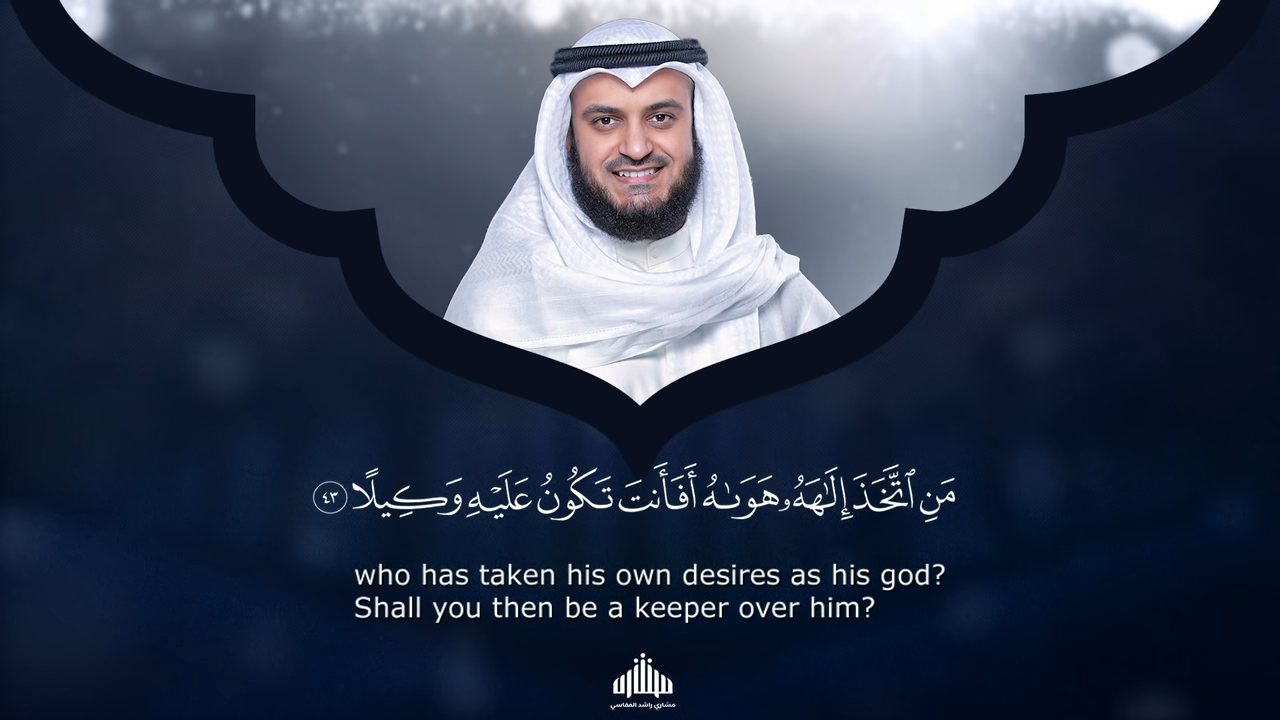 مَنِ ٱتَّخَذَ إِلَٰهَهُۥ هَوَىٰهُ أَفَأَنتَ تَكُونُ عَلَيْهِ وَكِيلًا ٤٣
who has taken his own desires as his god?
Shall you then be a keeper over him?
مشاري راشد العفاسي